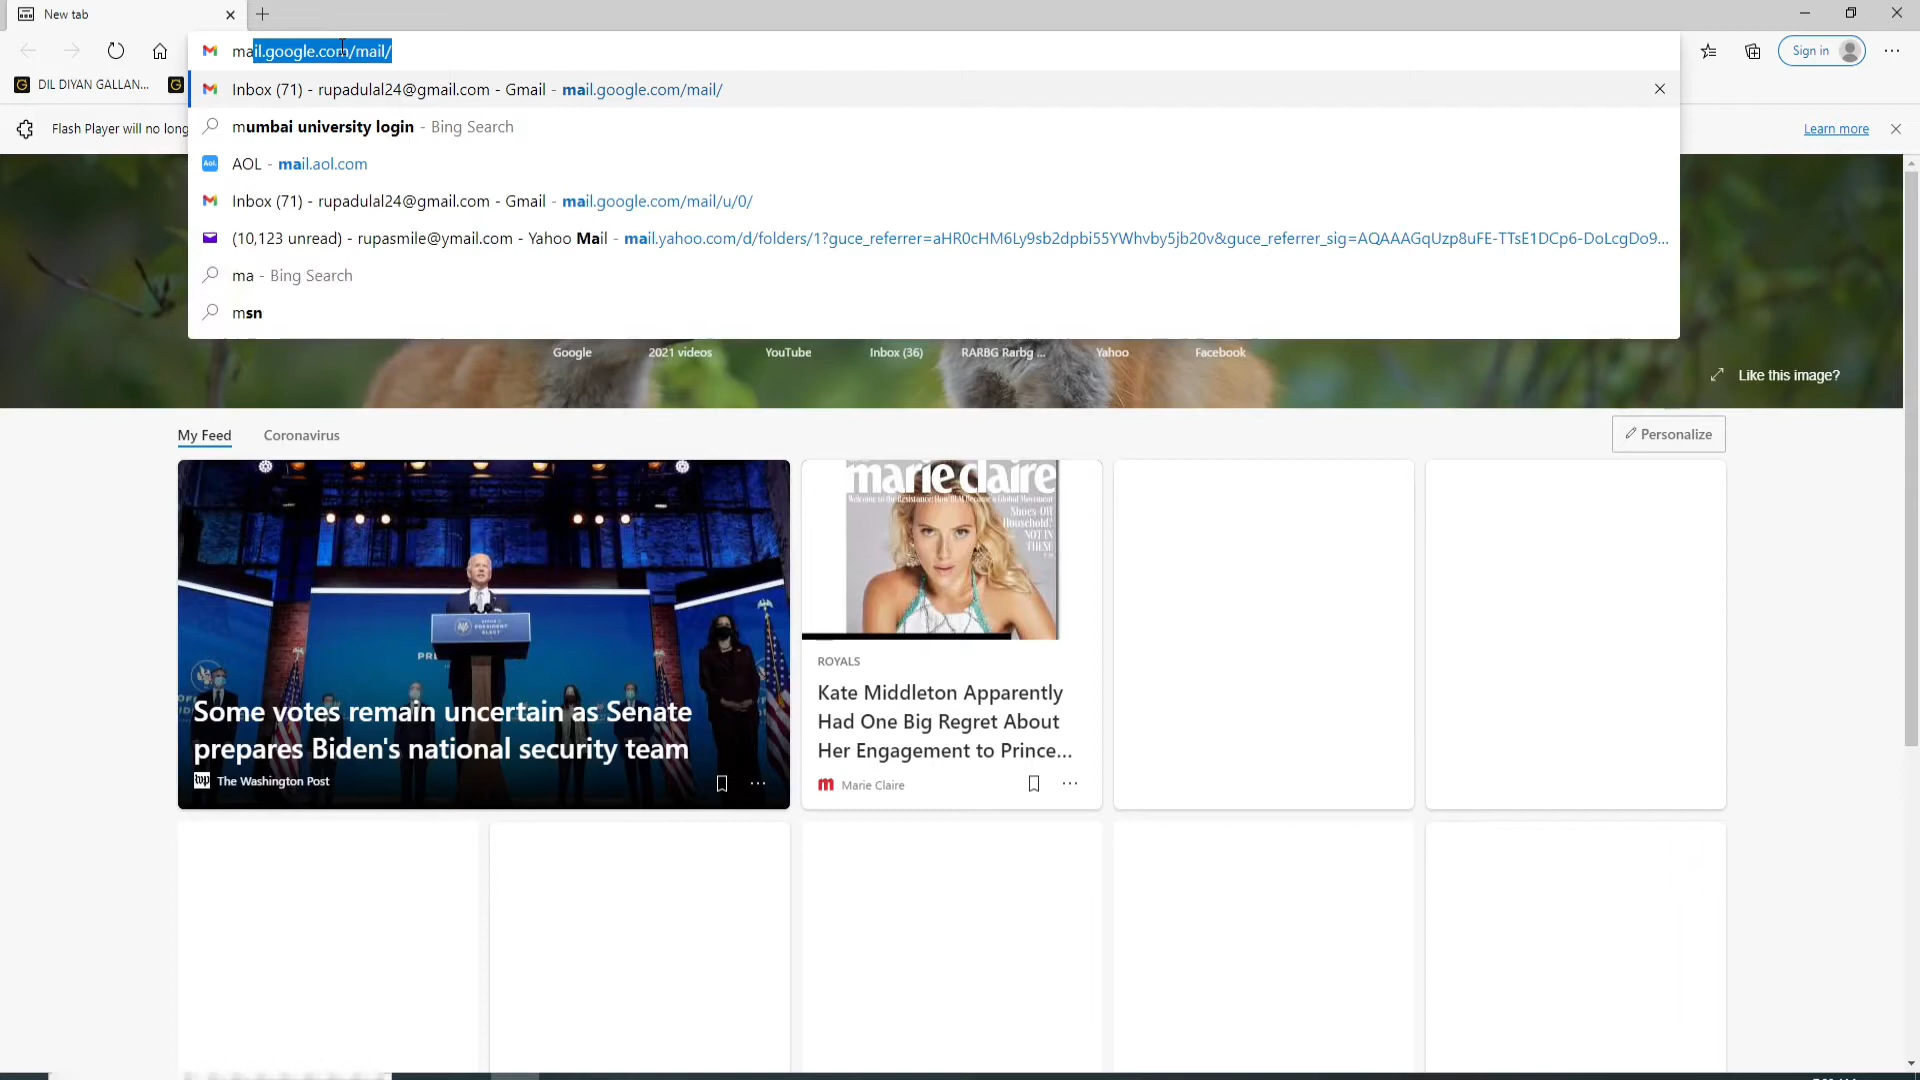 New tab
mail.google.com/mail/
Sign in
DIL DIYAN GALLAN...
Inbox (71) - rupadulal24@gmail.com - Gmail - mail.google.com/mail/
mumbai university login - Bing Search
Flash Player will no long
Learn more
AOL - mail.aol.com
Inbox (71) - rupadulal24@gmail.com - Gmail - mail.google.com/mail/u/0/
(10,123 unread) - rupasmile@ymail.com - Yahoo Mail - mail.yahoo.com/d/folders/1?guce_referrer=aHR0cHM6Ly9sb2dpbi55YWhvby5jb20v&guce_referrer_sig=AQAAAGqUzp8uFE-TTsE1DCp6-DoLcgDo9...
ma - Bing Search
msn
Google
2021 videos
YouTube
Inbox (36)
RARBG Rarbg ...
Yahoo
Facebook
Like this image?
My Feed
Coronavirus
Personalize
marie claire
Shoes-Off
Household?
NOT IN
THESE
ROYALS
Kate Middleton Apparently
Had One Big Regret About
Her Engagement to Prince...
Marie Claire
Some votes remain uncertain as Senate
prepares Biden's national security team
The Washington Post